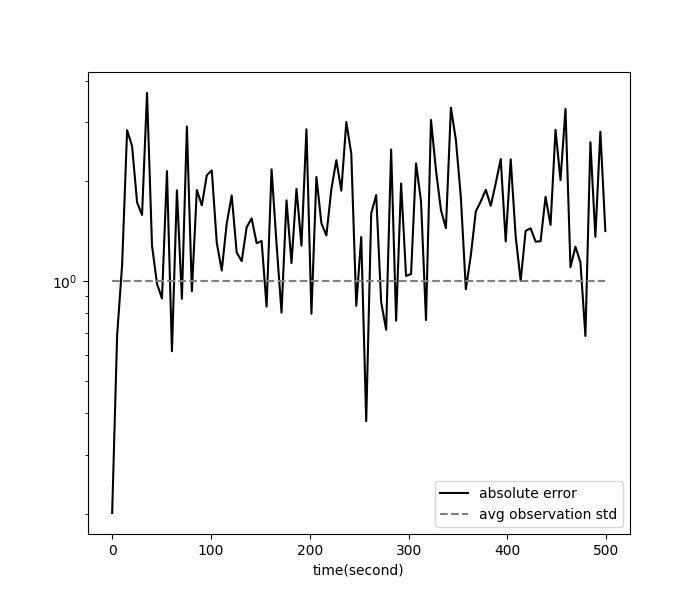 10⁰
0 100 200 300 400 500
time(second)
absolute error
avg observation std